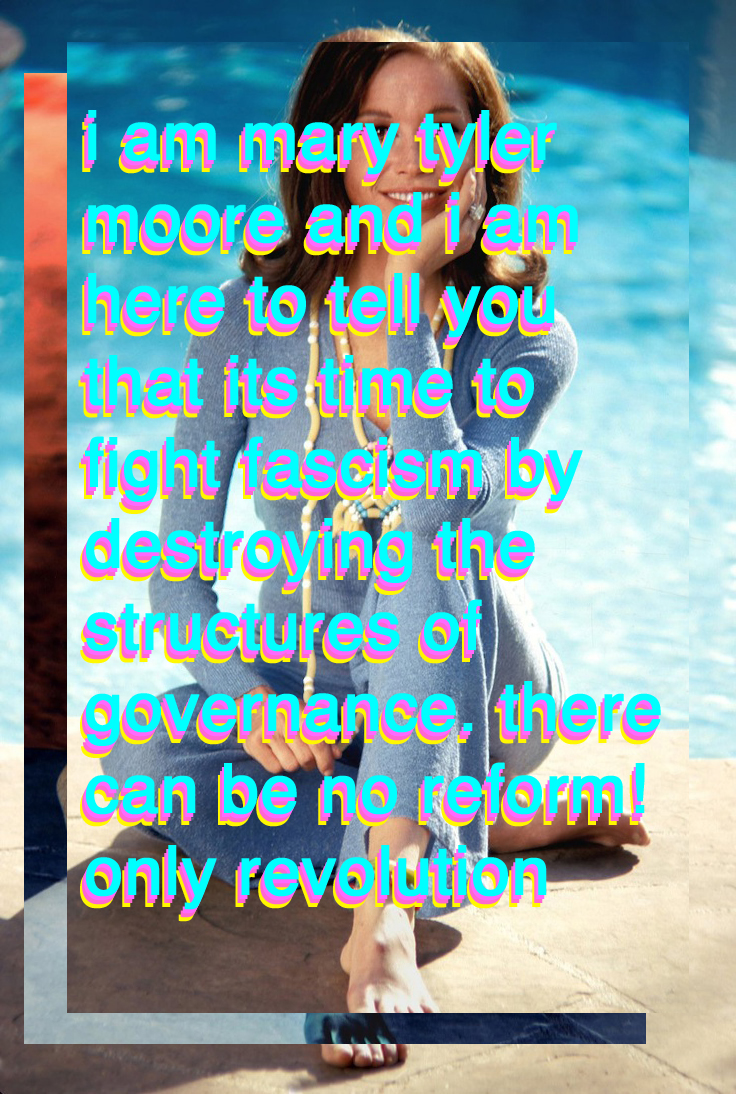 i am mary tyler
moore and i am
here to tell you
that its time to
fight fascism by
destroying the
structures of
governance. there
can be no reform!
only revolution